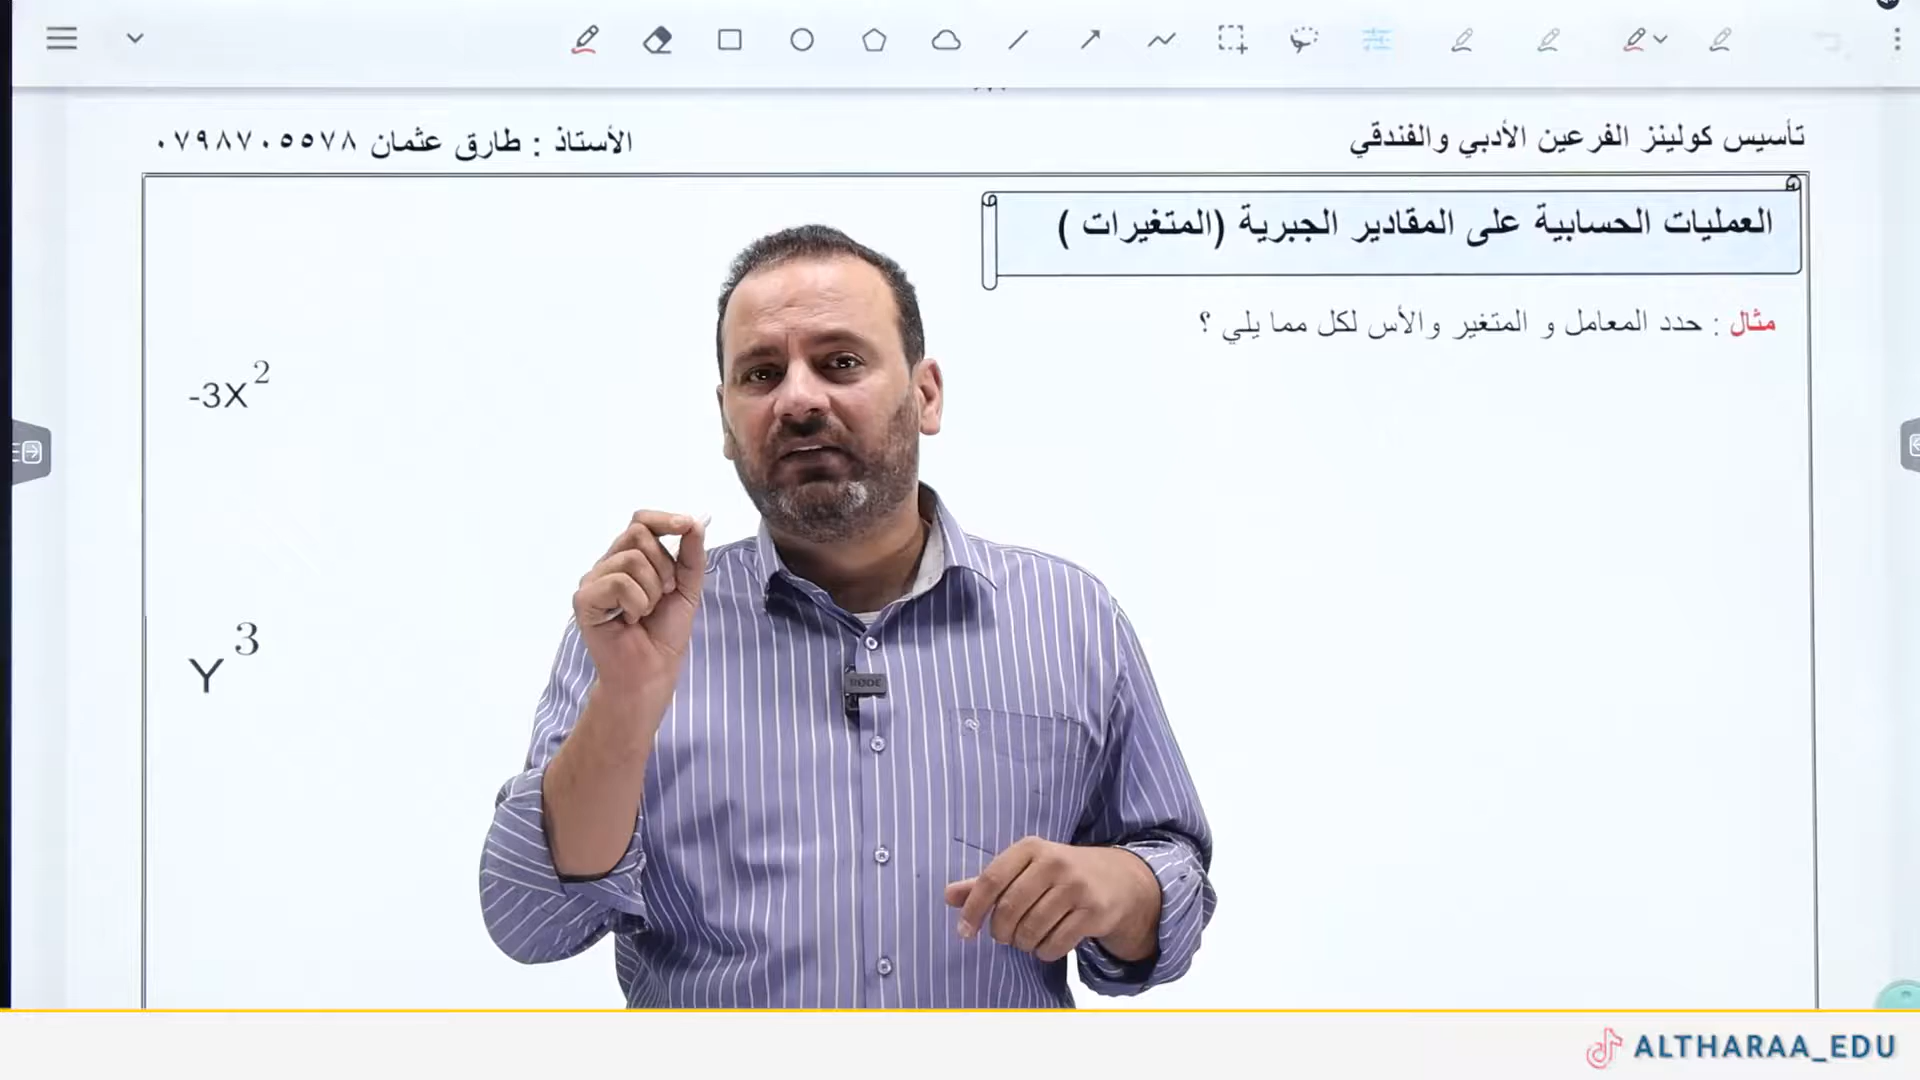 تأسيس كولينز الفرعين الأدبي والفندقي
الأستاذ : طارق عثمان ٠٧٩٨٧٠٥٥٧٨
العمليات الحسابية على المقادير الجبرية (المتغيرات )
مثال : حدد المعامل و المتغير والأس لكل مما يلي ؟
-3X²
Y³
RØDE
ALTHARAA_EDU